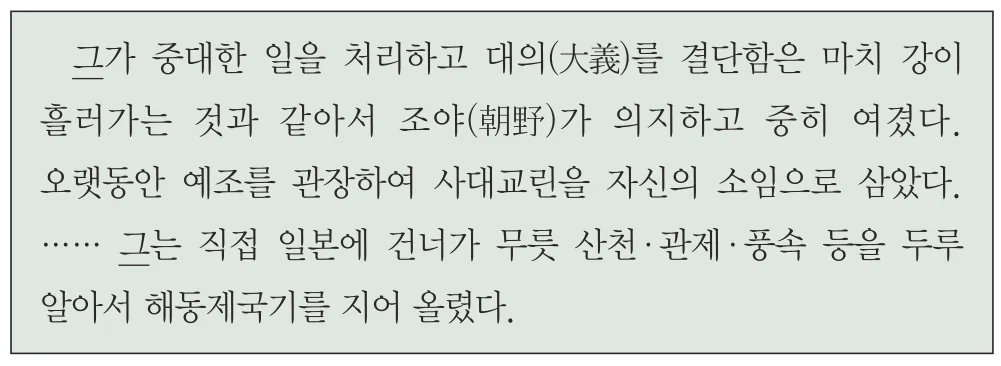 그가 중대한 일을 처리하고 대의(大義)를 결단함은 마치 강이
흘러가는 것과 같아서 조야(朝野)가 의지하고 중히 여겼다.
오랫동안 예조를 관장하여 사대교린을 자신의 소임으로 삼았다.
…… 그는 직접 일본에 건너가 무릇 산천·관제·풍속 등을 두루
알아서 해동제국기를 지어 올렸다.